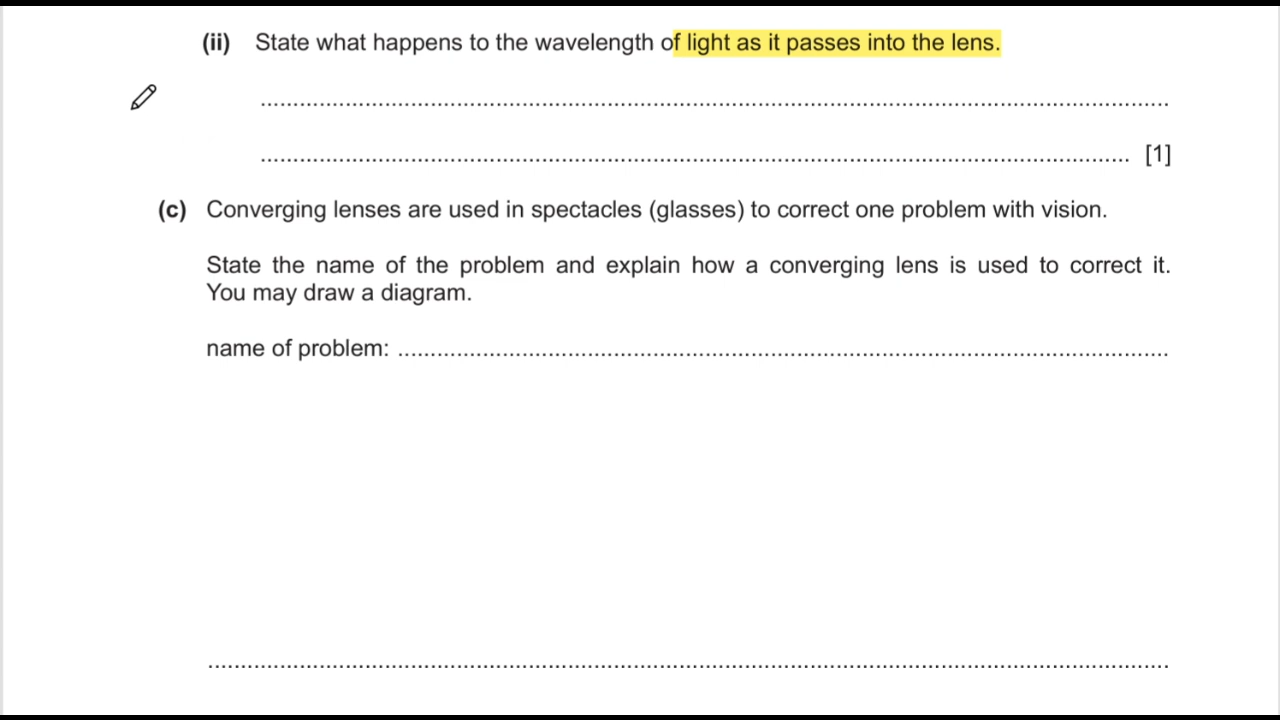 (ii) State what happens to the wavelength of light as it passes into the lens.
................................................................................................................................................
.......................................................................................................................................... [1]
(c) Converging lenses are used in spectacles (glasses) to correct one problem with vision.
State the name of the problem and explain how a converging lens is used to correct it.
You may draw a diagram.
name of problem: ..........................................................................................................................
........................................................................................................................................................